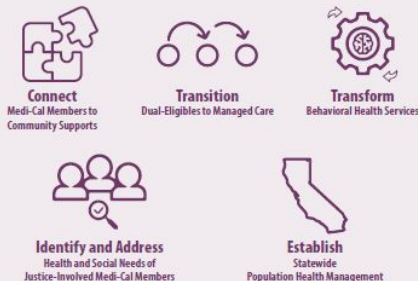 Connect
Medi-Cal Members to
Community Supports
Transition
Dual-Eligibles to Managed Care
Transform
Behavioral Health Services
Identify and Address
Health and Social Needs of
Justice-Involved Medi-Cal Members
Establish
Statewide
Population Health Management